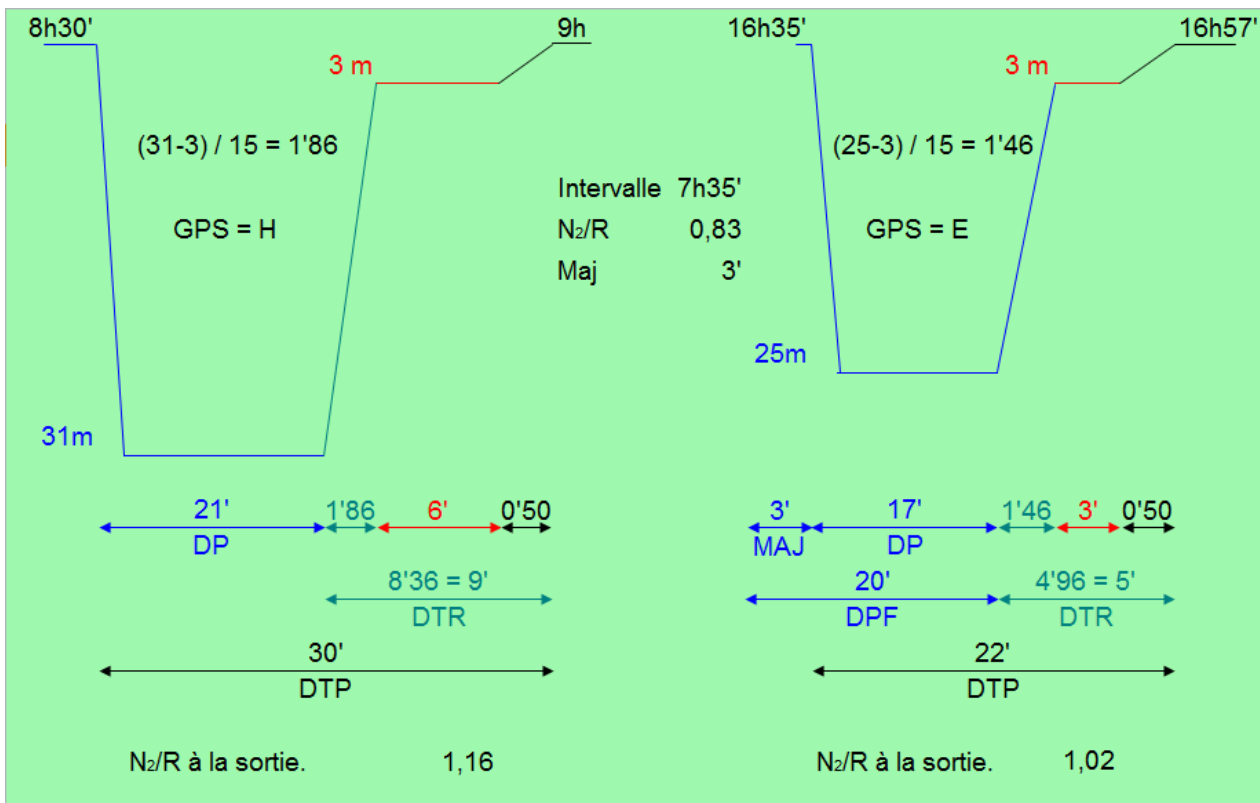 8h30' 9h 16h35' 16h57'
3 m 3 m
(31-3) / 15 = 1'86 (25-3) / 15 = 1'46
Intervalle 7h35'
GPS = H N₂/R 0,83 GPS = E
Maj 3'
25m
31m
21' 1'86 6' 0'50 3' 17' 1'46 3' 0'50
DP MAJ DP
8'36 = 9' 20' 4'96 = 5'
DTR DPF DTR
30' 22'
DTP DTP
N₂/R à la sortie. 1,16 N₂/R à la sortie. 1,02